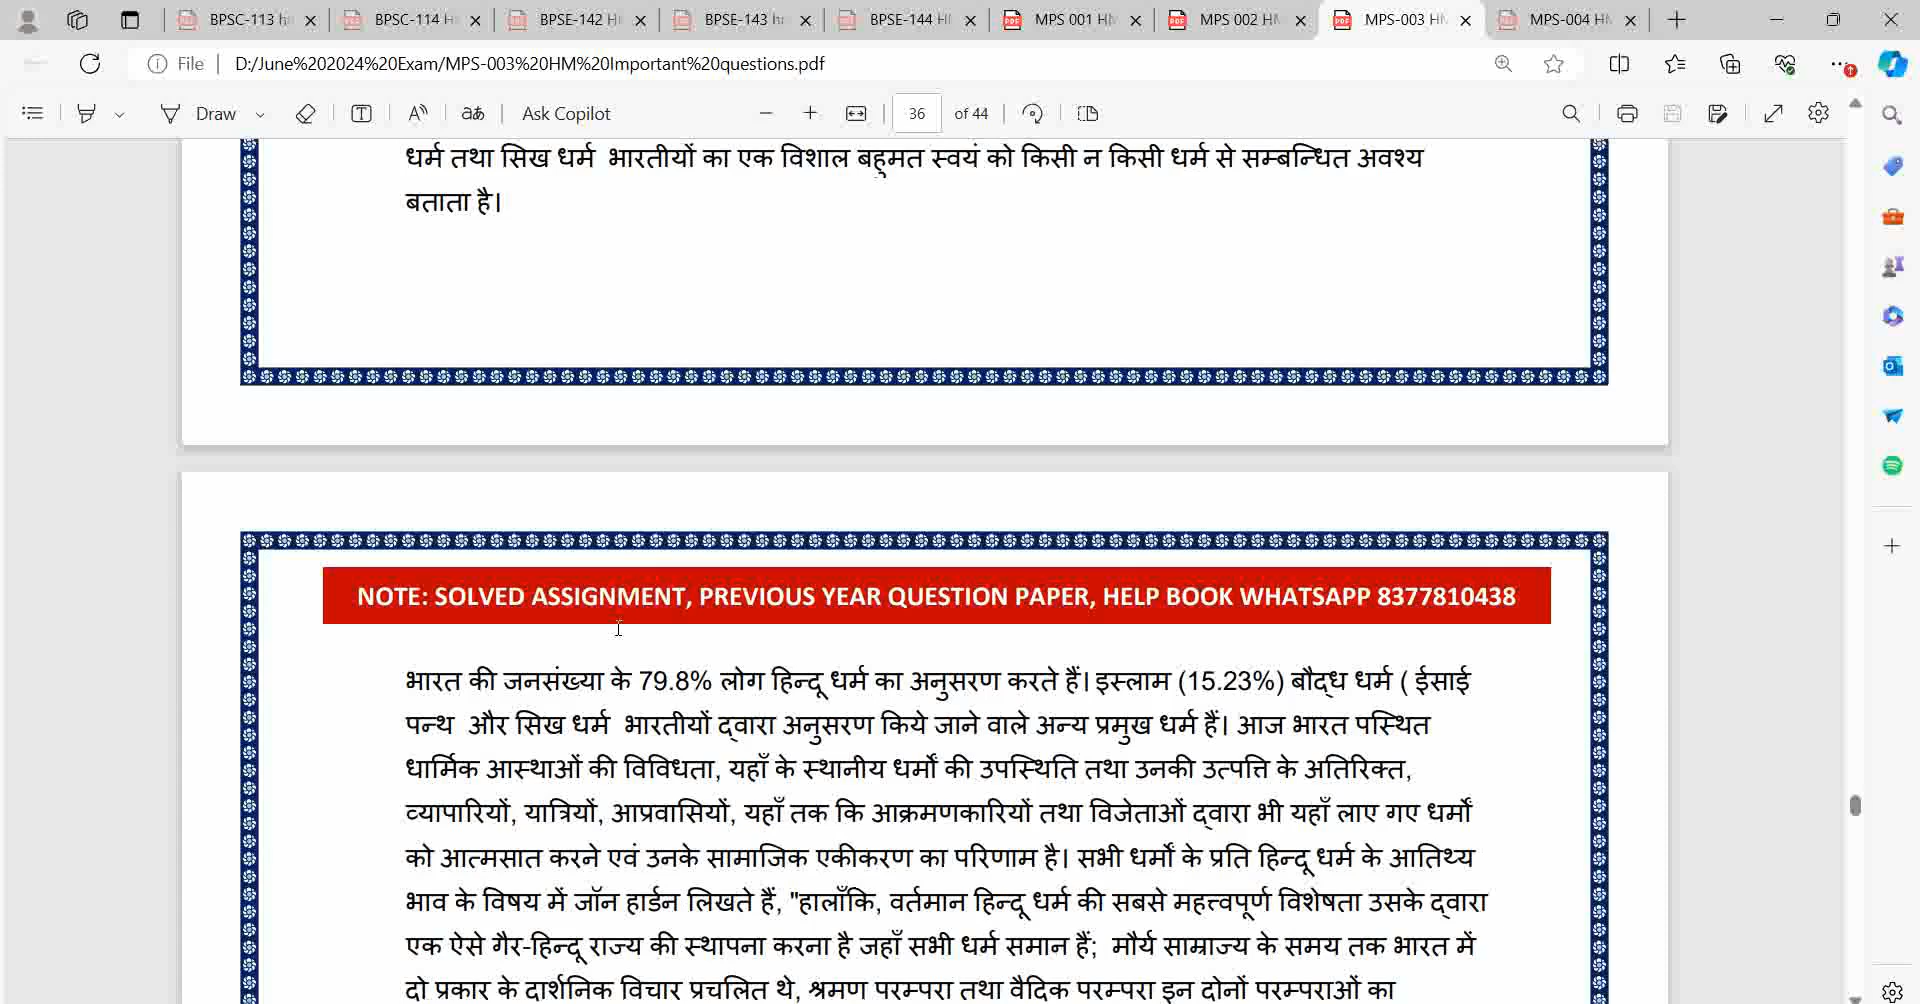 BPSC-113 h
BPSC-114 H
BPSE-142 H
BPSE-143 h
BPSE-144 H
MPS 001 HM
MPS 002 HM
MPS-003 HM
MPS-004 HM
File
D:/June%202024%20Exam/MPS-003%20HM%20Important%20questions.pdf
Draw
Ask Copilot
36 of 44
धर्म तथा सिख धर्म भारतीयों का एक विशाल बहुमत स्वयं को किसी न किसी धर्म से सम्बन्धित अवश्य
बताता है।
NOTE: SOLVED ASSIGNMENT, PREVIOUS YEAR QUESTION PAPER, HELP BOOK WHATSAPP 8377810438
भारत की जनसंख्या के 79.8% लोग हिन्दू धर्म का अनुसरण करते हैं। इस्लाम (15.23%) बौद्ध धर्म ( ईसाई
पन्थ और सिख धर्म भारतीयों द्वारा अनुसरण किये जाने वाले अन्य प्रमुख धर्म हैं। आज भारत पस्थित
धार्मिक आस्थाओं की विविधता, यहाँ के स्थानीय धर्मों की उपस्थिति तथा उनकी उत्पत्ति के अतिरिक्त,
व्यापारियों, यात्रियों, आप्रवासियों, यहाँ तक कि आक्रमणकारियों तथा विजेताओं द्वारा भी यहाँ लाए गए धर्मों
को आत्मसात करने एवं उनके सामाजिक एकीकरण का परिणाम है। सभी धर्मों के प्रति हिन्दू धर्म के आतिथ्य
भाव के विषय में जॉन हार्डन लिखते हैं, "हालाँकि, वर्तमान हिन्दू धर्म की सबसे महत्त्वपूर्ण विशेषता उसके द्वारा
एक ऐसे गैर-हिन्दू राज्य की स्थापना करना है जहाँ सभी धर्म समान हैं; मौर्य साम्राज्य के समय तक भारत में
दो प्रकार के दार्शनिक विचार प्रचलित थे, श्रमण परम्परा तथा वैदिक परम्परा इन दोनों परम्पराओं का